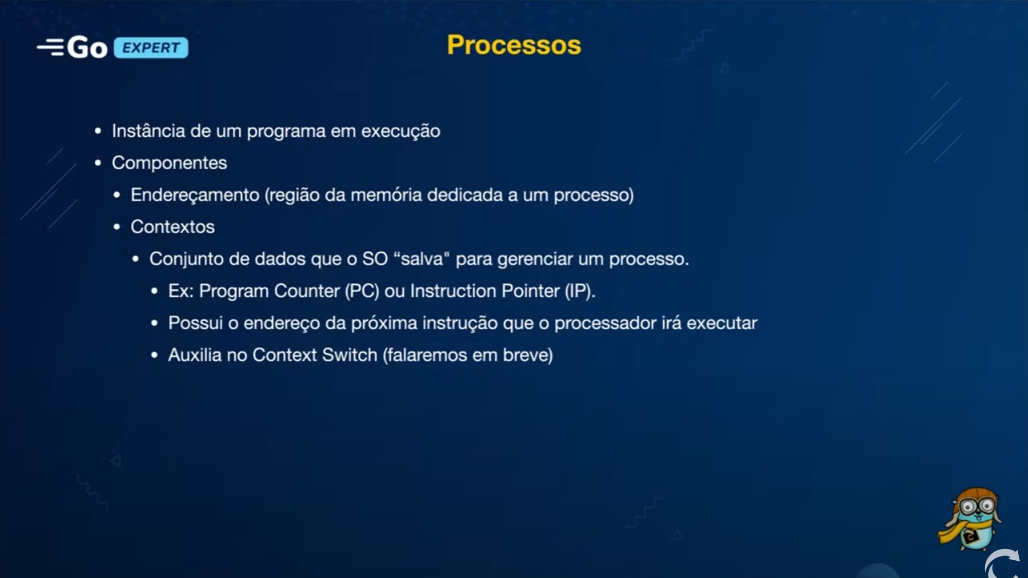 Go EXPERT
Processos
• Instância de um programa em execução
• Componentes
• Endereçamento (região da memória dedicada a um processo)
• Contextos
• Conjunto de dados que o SO “salva" para gerenciar um processo.
• Ex: Program Counter (PC) ou Instruction Pointer (IP).
• Possui o endereço da próxima instrução que o processador irá executar
• Auxilia no Context Switch (falaremos em breve)